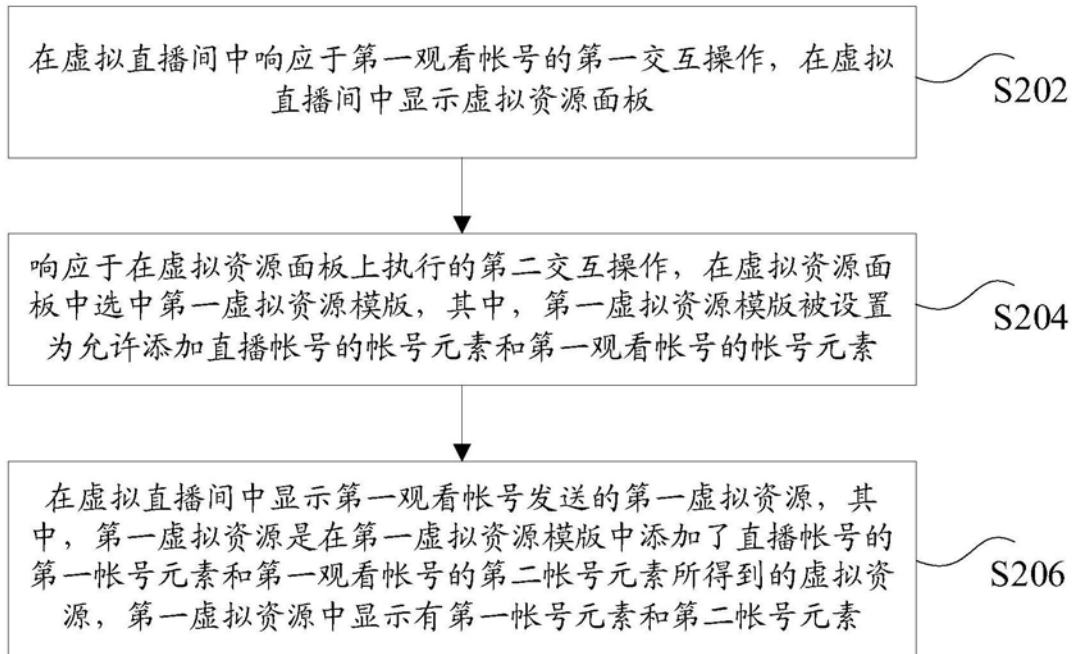 在虚拟直播间中响应于第一观看帐号的第一交互操作，在虚拟
直播间中显示虚拟资源面板
S202
响应于在虚拟资源面板上执行的第二交互操作，在虚拟资源面
板中选中第一虚拟资源模版，其中，第一虚拟资源模版被设置
为允许添加直播帐号的帐号元素和第一观看帐号的帐号元素
S204
在虚拟直播间中显示第一观看帐号发送的第一虚拟资源，其
中，第一虚拟资源是在第一虚拟资源模版中添加了直播帐号的
第一帐号元素和第一观看帐号的第二帐号元素所得到的虚拟资
源，第一虚拟资源中显示有第一帐号元素和第二帐号元素
S206